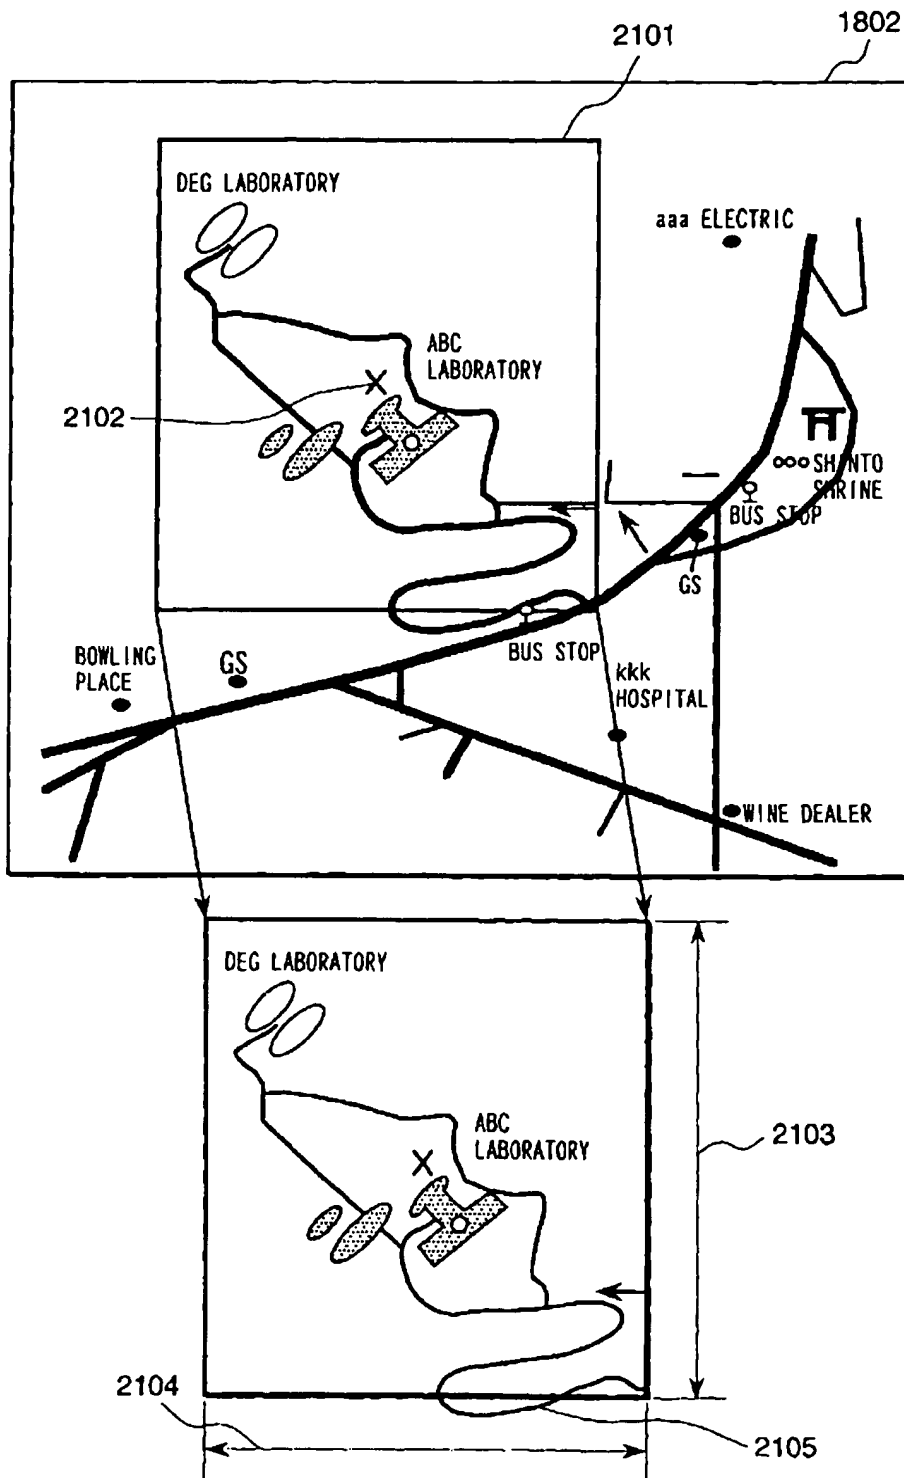 1802
2101
DEG LABORATORY
aaa ELECTRIC
ABC
LABORATORY
2102
SHINTO
SHRINE
BUS STOP
GS
BUS STOP
BOWLING
PLACE
GS
kkk
HOSPITAL
WINE DEALER
DEG LABORATORY
ABC
LABORATORY
2103
2104
2105